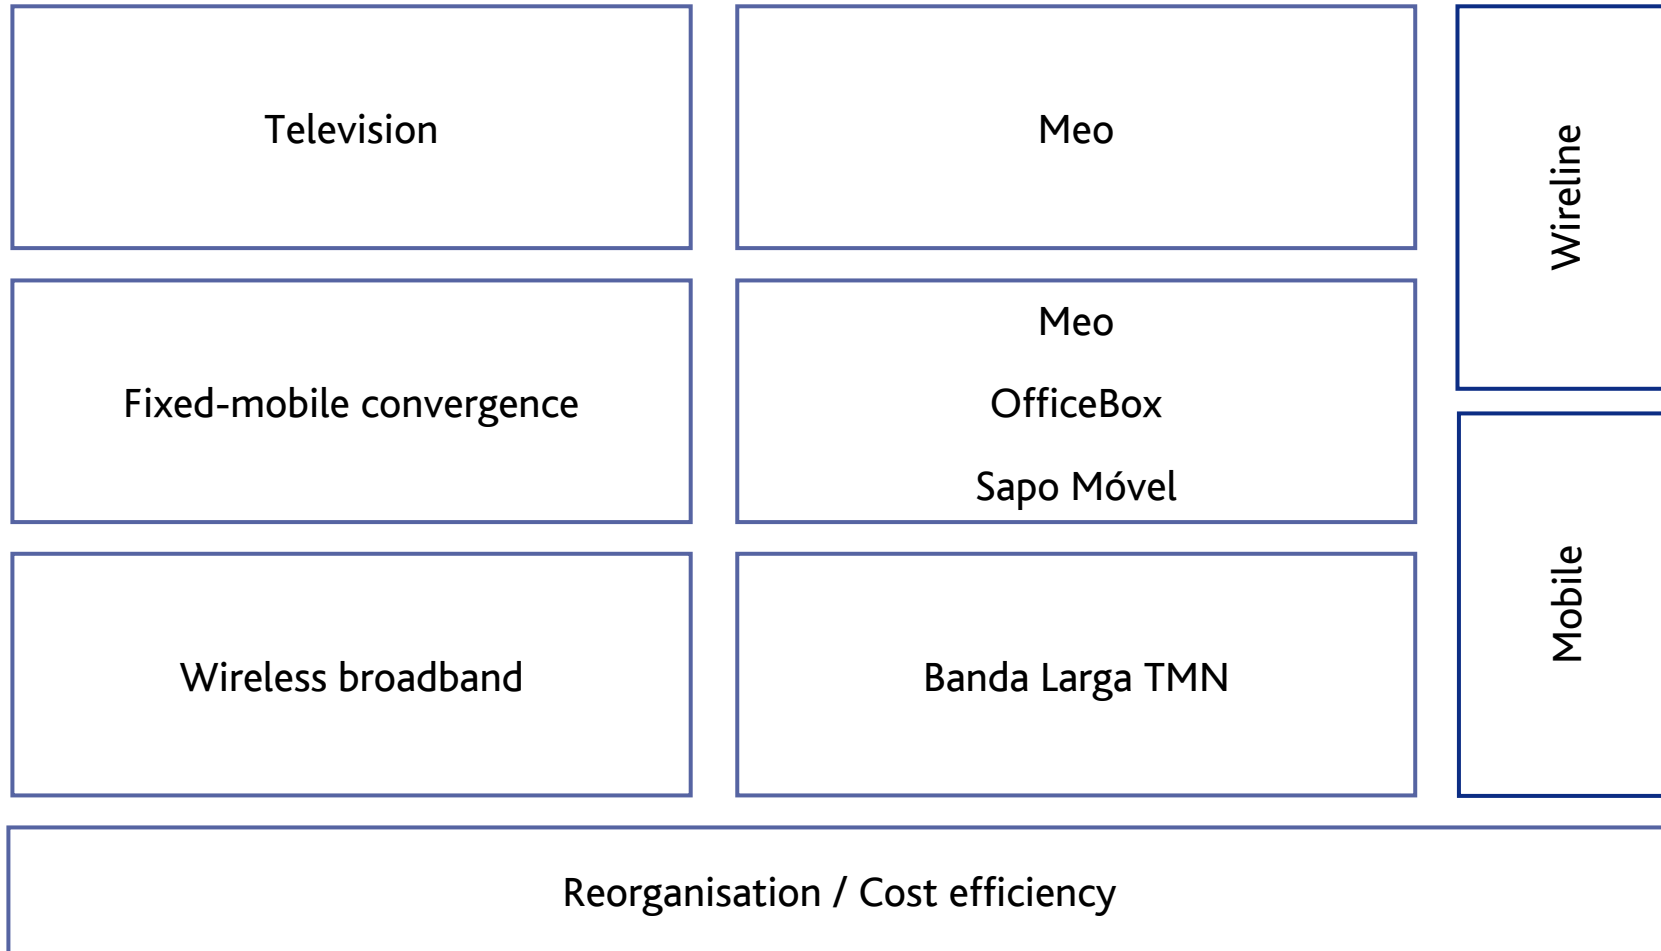 Television
Meo
Wireline
Fixed-mobile convergence
Meo
OfficeBox
Sapo Móvel
Mobile
Wireless broadband
Banda Larga TMN
Reorganisation / Cost efficiency